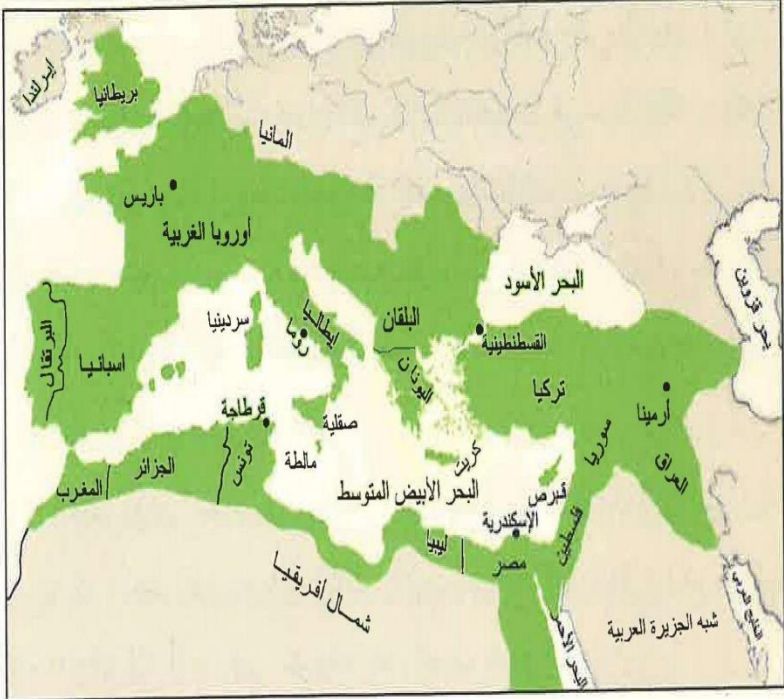 ايرلندا
بريطانيا
المانيا
باريس
أوروبا الغربية
البحر الأسود
بحر قزوين
البرتقال
اسبانيا
سردينيا
إيطاليا
روما
البلقان
القسطنطينية
اليونان
تركيا
أرمينا
سوريا
العراق
قرطاجة
صقلية
مالطة
كريت
قبرص
المغرب
الجزائر
تونس
البحر الأبيض المتوسط
الإسكندرية
فلسطين
ليبيا
مصر
شمال أفريقيا
البحر الأحمر
شبه الجزيرة العربية
الخليج العربي